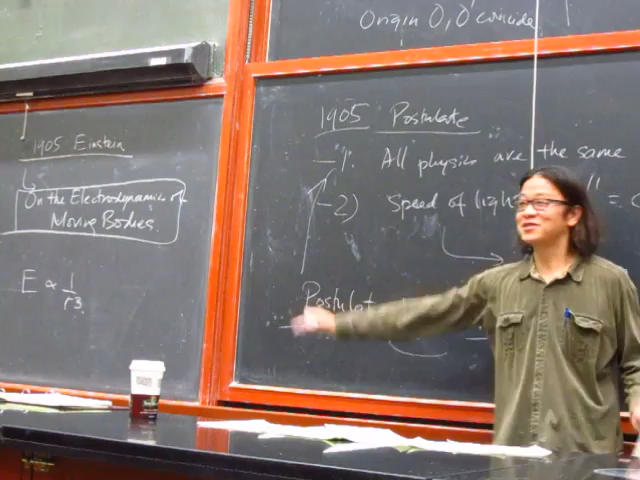 Origin O, O' coincide
1905 Einstein
On the Electrodynamics of
Moving Bodies.
E ∝ 1/r3
1905 Postulate
1. All physics are the same
2) Speed of light = c
Postulat